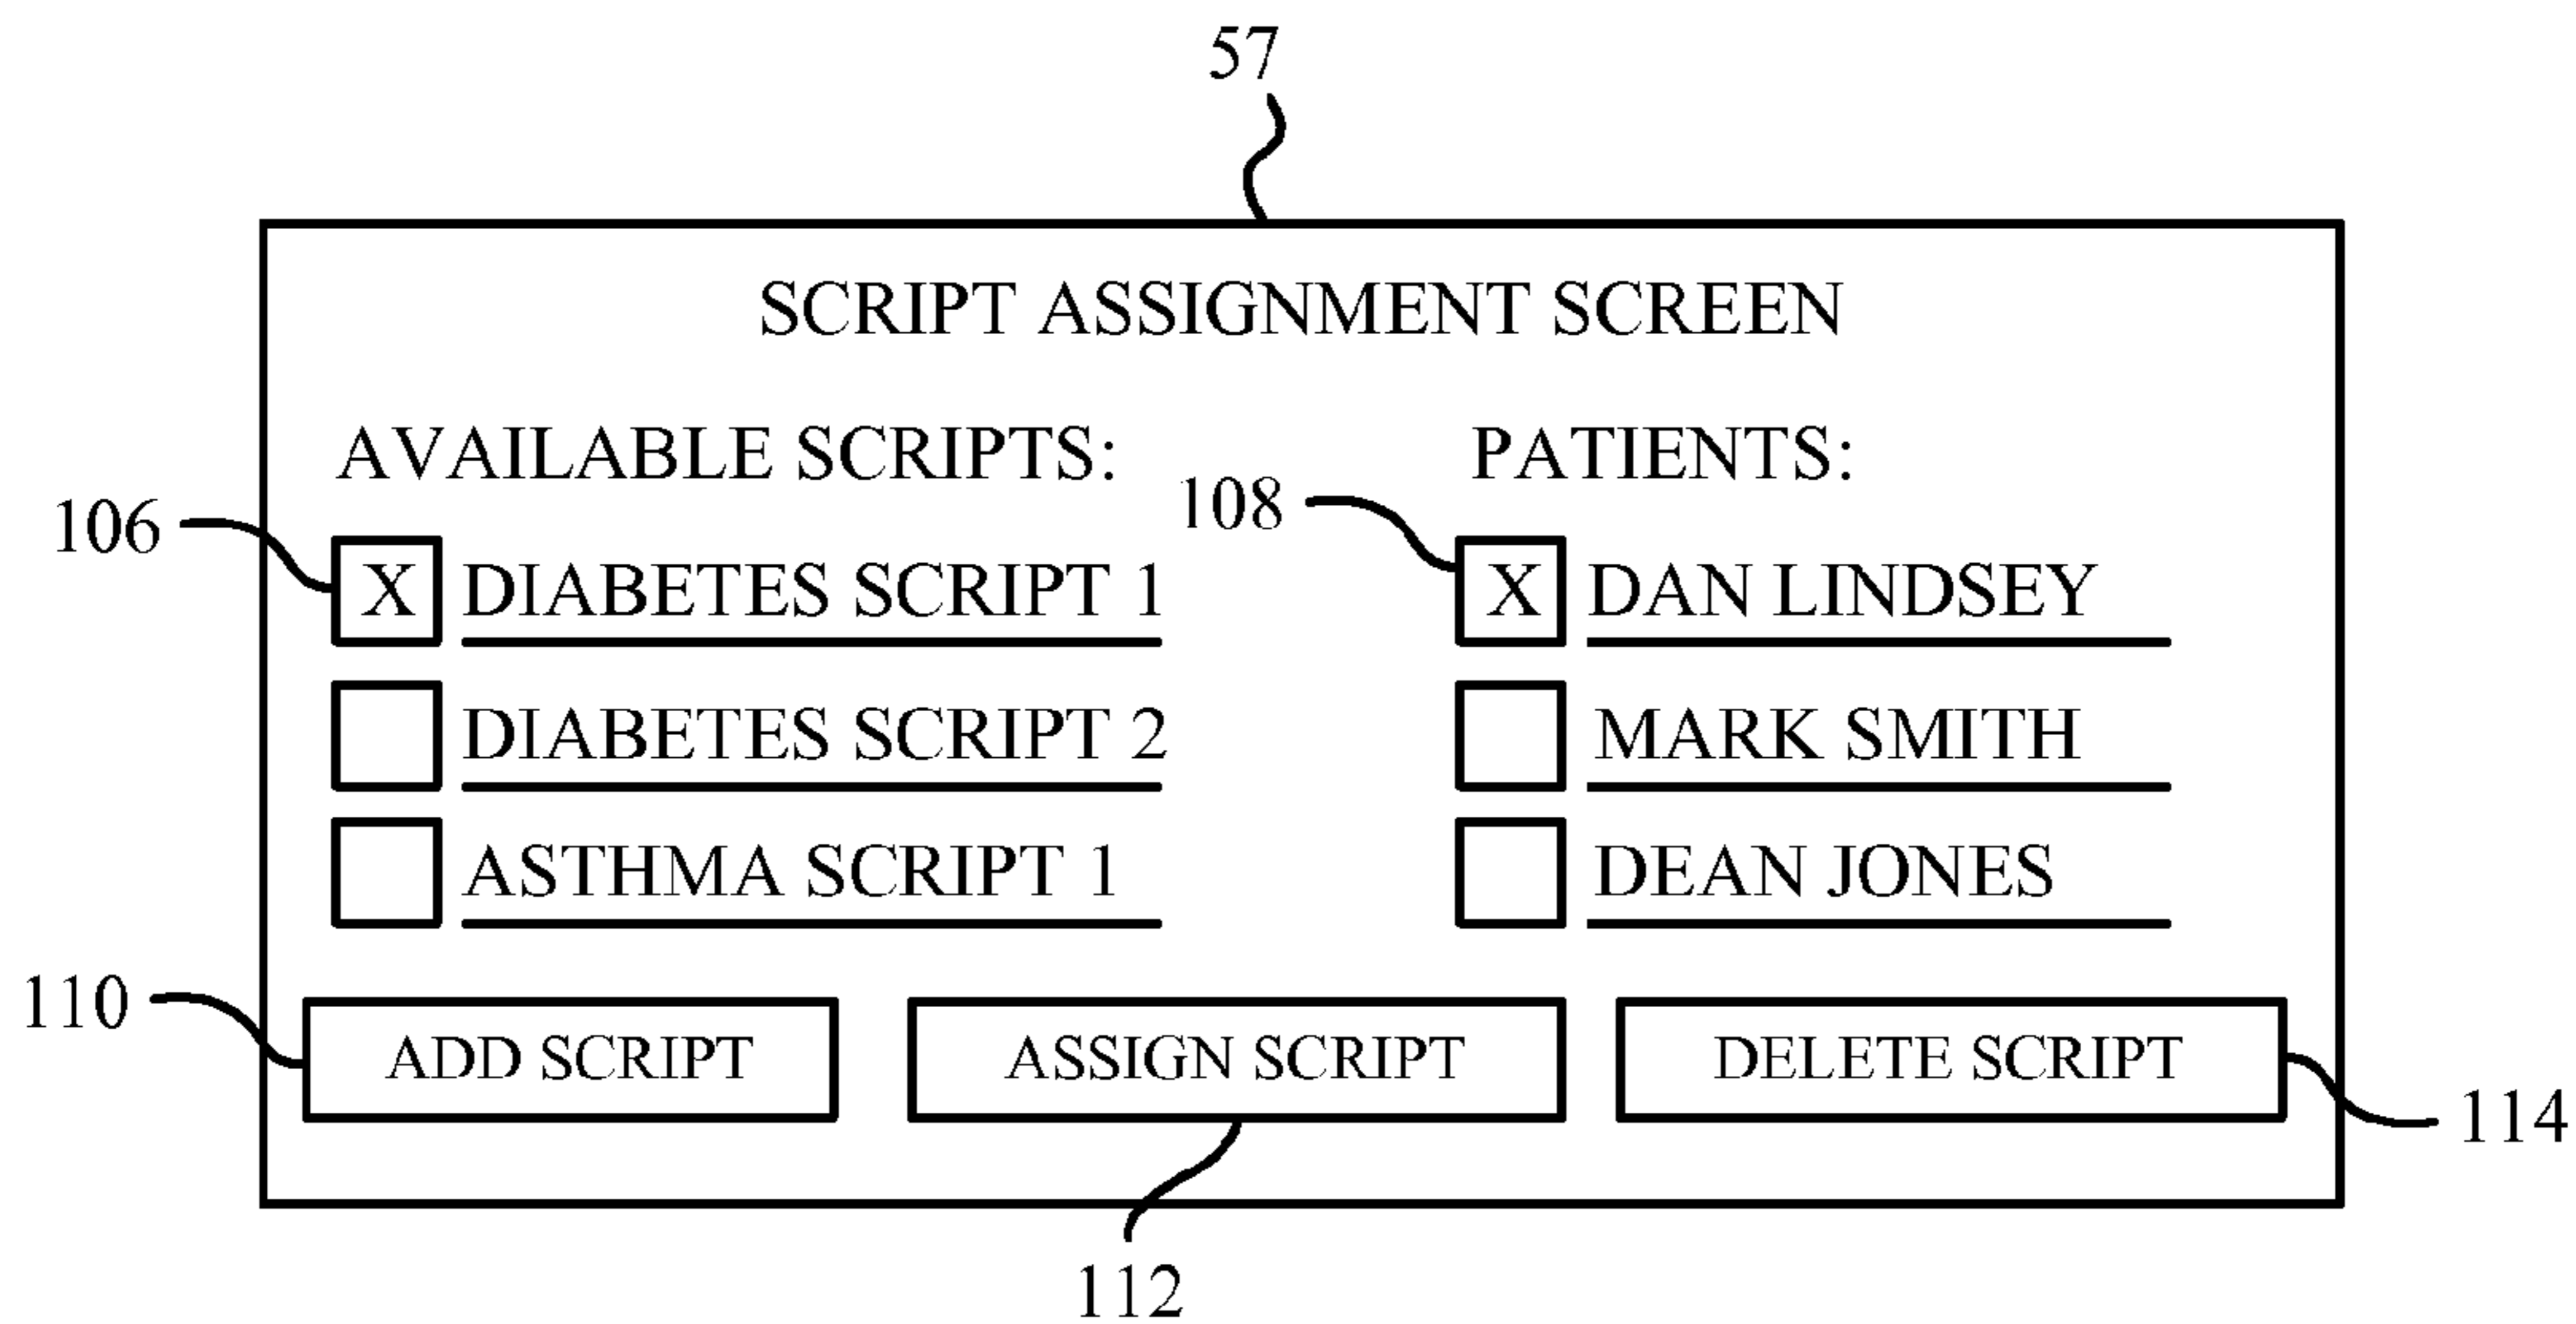 57
SCRIPT ASSIGNMENT SCREEN
AVAILABLE SCRIPTS: PATIENTS:
106 108
X DIABETES SCRIPT 1 X DAN LINDSEY
DIABETES SCRIPT 2 MARK SMITH
ASTHMA SCRIPT 1 DEAN JONES
110 ADD SCRIPT ASSIGN SCRIPT DELETE SCRIPT 114
112